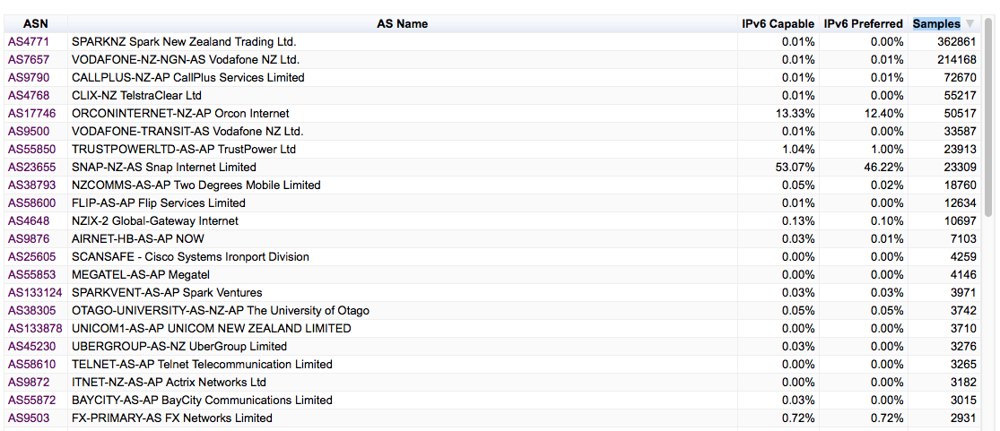 ASN AS Name IPv6 Capable IPv6 Preferred Samples
AS4771 SPARKNZ Spark New Zealand Trading Ltd. 0.01% 0.00% 362861
AS7657 VODAFONE-NZ-NGN-AS Vodafone NZ Ltd. 0.01% 0.01% 214168
AS9790 CALLPLUS-NZ-AP CallPlus Services Limited 0.01% 0.01% 72670
AS4768 CLIX-NZ TelstraClear Ltd 0.01% 0.00% 55217
AS17746 ORCONINTERNET-NZ-AP Orcon Internet 13.33% 12.40% 50517
AS9500 VODAFONE-TRANSIT-AS Vodafone NZ Ltd. 0.01% 0.00% 33587
AS55850 TRUSTPOWERLTD-AS-AP TrustPower Ltd 1.04% 1.00% 23913
AS23655 SNAP-NZ-AS Snap Internet Limited 53.07% 46.22% 23309
AS38793 NZCOMMS-AS-AP Two Degrees Mobile Limited 0.05% 0.02% 18760
AS58600 FLIP-AS-AP Flip Services Limited 0.01% 0.00% 12634
AS4648 NZIX-2 Global-Gateway Internet 0.13% 0.10% 10697
AS9876 AIRNET-HB-AS-AP NOW 0.03% 0.01% 7103
AS25605 SCANSAFE - Cisco Systems Ironport Division 0.00% 0.00% 4259
AS55853 MEGATEL-AS-AP Megatel 0.00% 0.00% 4146
AS133124 SPARKVENT-AS-AP Spark Ventures 0.03% 0.03% 3971
AS38305 OTAGO-UNIVERSITY-AS-NZ-AP The University of Otago 0.05% 0.05% 3742
AS133878 UNICOM1-AS-AP UNICOM NEW ZEALAND LIMITED 0.00% 0.00% 3710
AS45230 UBERGROUP-AS-NZ UberGroup Limited 0.03% 0.00% 3276
AS58610 TELNET-AS-AP Telnet Telecommunication Limited 0.00% 0.00% 3265
AS9872 ITNET-NZ-AS-AP Actrix Networks Ltd 0.00% 0.00% 3182
AS55872 BAYCITY-AS-AP BayCity Communications Limited 0.03% 0.00% 3015
AS9503 FX-PRIMARY-AS FX Networks Limited 0.72% 0.72% 2931